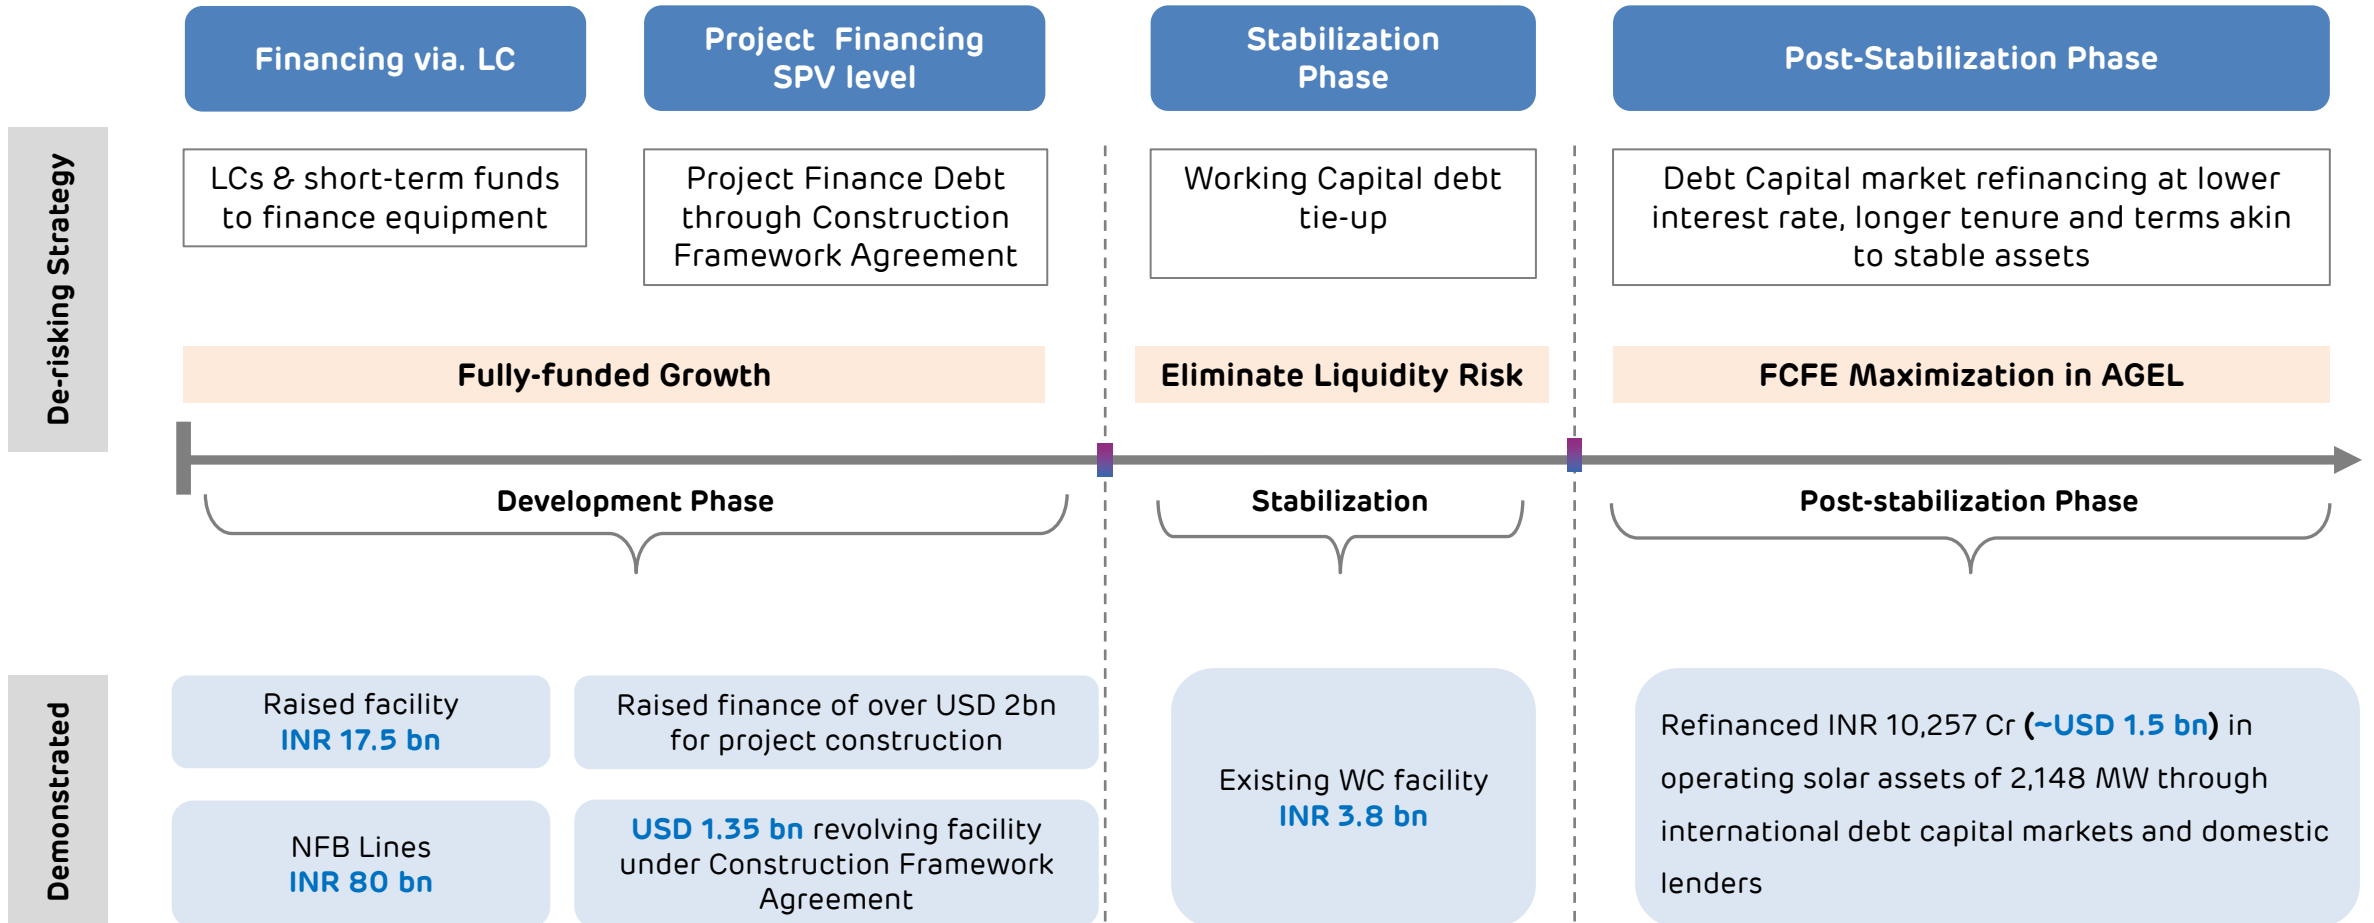 Financing via. LC
Project Financing
SPV level
Stabilization
Phase
Post-Stabilization Phase
De-risking Strategy
LCs & short-term funds
to finance equipment
Project Finance Debt
through Construction
Framework Agreement
Working Capital debt
tie-up
Debt Capital market refinancing at lower
interest rate, longer tenure and terms akin
to stable assets
Fully-funded Growth
Eliminate Liquidity Risk
FCFE Maximization in AGEL
Development Phase
Stabilization
Post-stabilization Phase
Demonstrated
Raised facility
INR 17.5 bn
Raised finance of over USD 2bn
for project construction
NFB Lines
INR 80 bn
USD 1.35 bn revolving facility
under Construction Framework
Agreement
Existing WC facility
INR 3.8 bn
Refinanced INR 10,257 Cr (~USD 1.5 bn) in
operating solar assets of 2,148 MW through
international debt capital markets and domestic
lenders